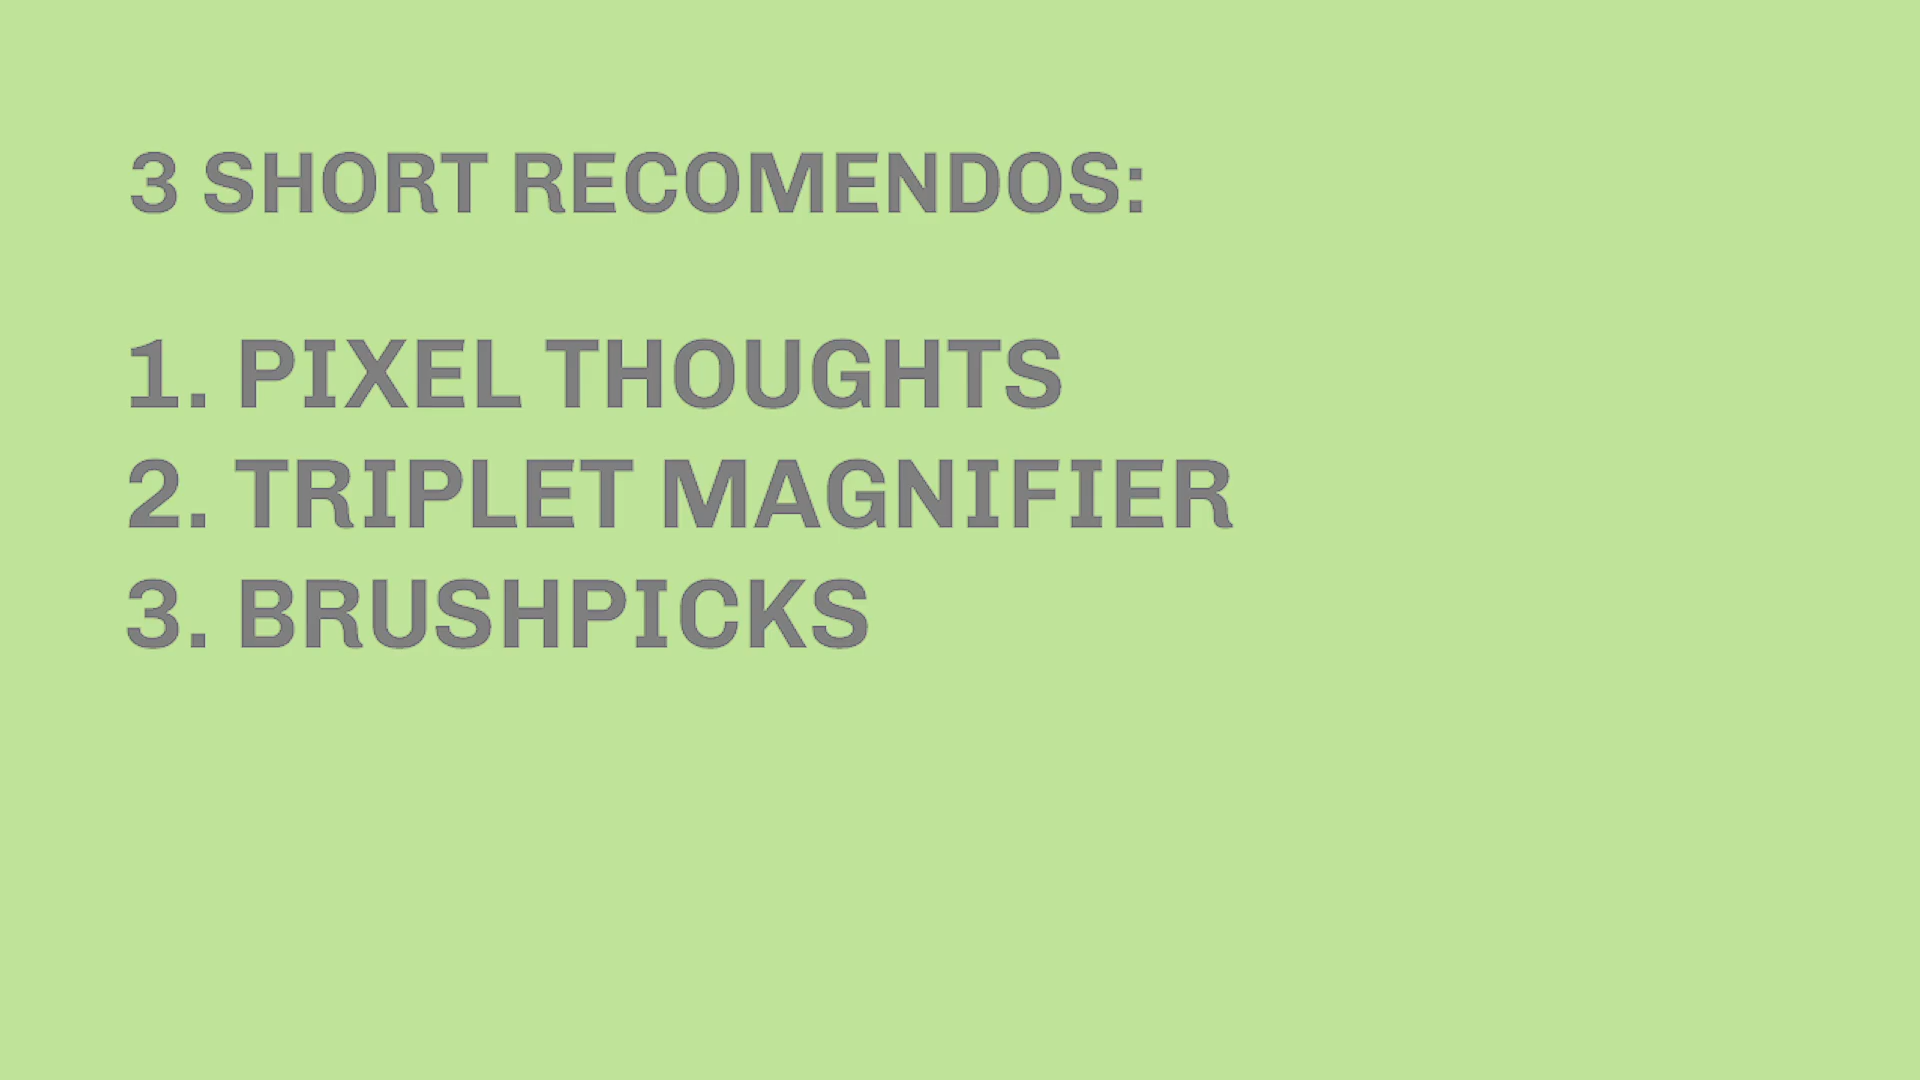 3 SHORT RECOMENDOS:
1. PIXEL THOUGHTS
2. TRIPLET MAGNIFIER
3. BRUSHPICKS